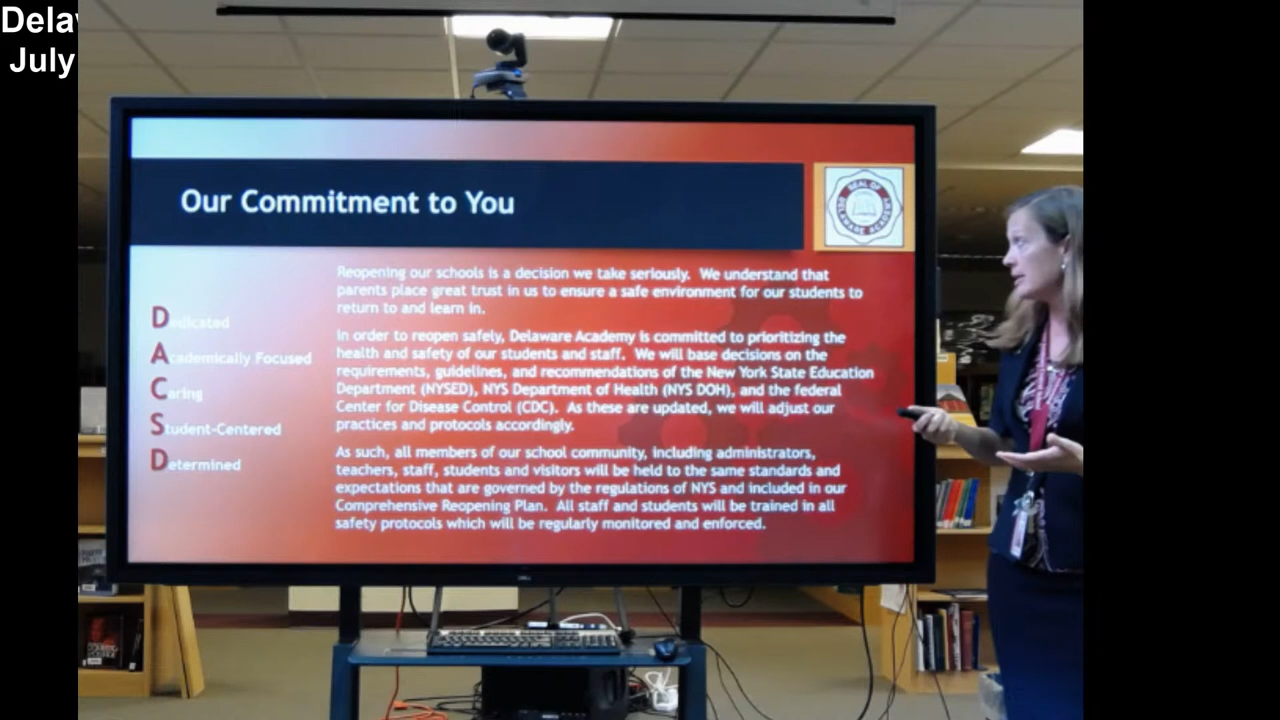 Dela
July
Our Commitment to You
SEAL OF
DELAWARE ACADEMY
Dedicated
Academically Focused
Caring
Student-Centered
Determined
Reopening our schools is a decision we take seriously. We understand that
parents place great trust in us to ensure a safe environment for our students to
return to and learn in.
In order to reopen safely, Delaware Academy is committed to prioritizing the
health and safety of our students and staff. We will base decisions on the
requirements, guidelines, and recommendations of the New York State Education
Department (NYSED), NYS Department of Health (NYS DOH), and the federal
Center for Disease Control (CDC). As these are updated, we will adjust our
practices and protocols accordingly.
As such, all members of our school community, including administrators,
teachers, staff, students and visitors will be held to the same standards and
expectations that are governed by the regulations of NYS and included in our
Comprehensive Reopening Plan. All staff and students will be trained in all
safety protocols which will be regularly monitored and enforced.